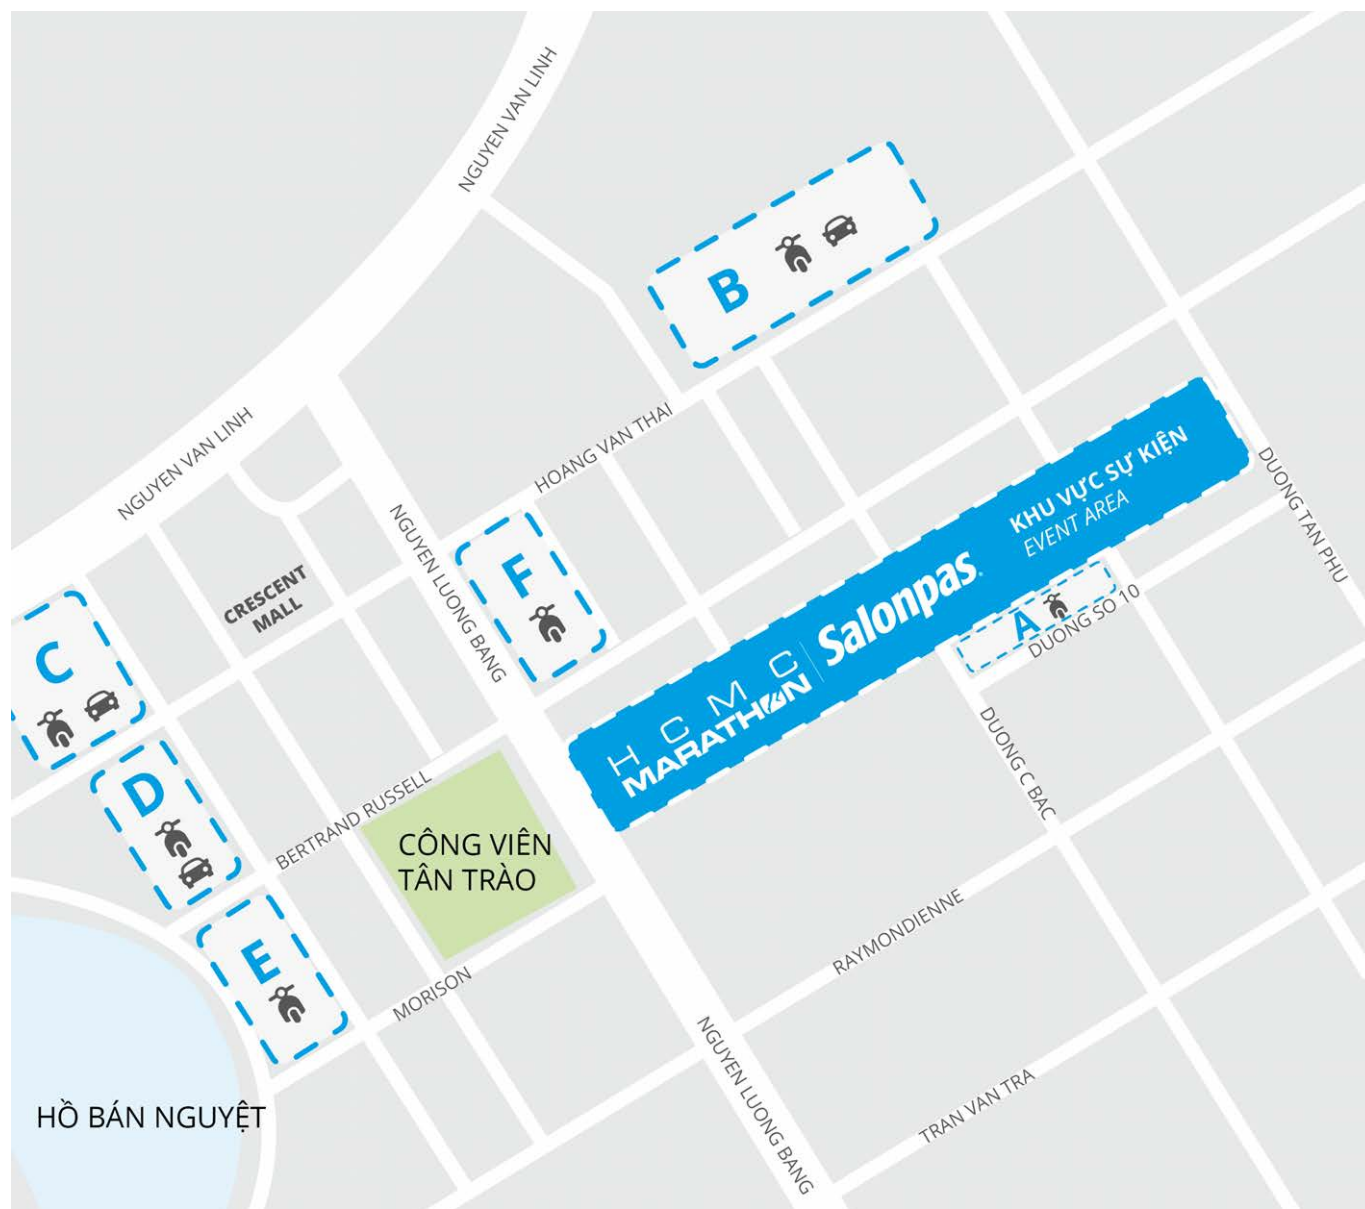 NGUYEN VAN LINH
B
HOANG VAN THAI
NGUYEN VAN LINH
KHU VỰC SỰ KIỆN
EVENT AREA
DUONG TAN PHU
NGUYEN LUONG BANG
F
CRESCENT
MALL
Salonpas
A
DUONG SO 10
C
HCMC
MARATHON
DUONG C BAC
D
BERTRAND RUSSELL
CÔNG VIÊN
TÂN TRÀO
E
RAYMONDIENNE
MORISON
NGUYEN LUONG BANG
TRAN VAN TRA
HỒ BÁN NGUYỆT